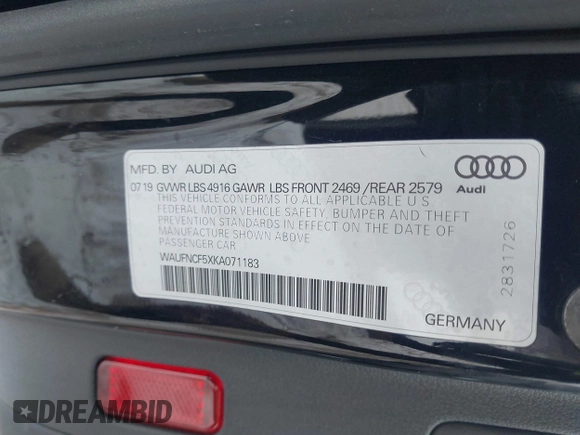 MFD. BY AUDI AG
07 19 GVWR LBS 4916 GAWR LBS FRONT 2469 /REAR 2579
THIS VEHICLE CONFORMS TO ALL APPLICABLE U S
FEDERAL MOTOR VEHICLE SAFETY, BUMPER AND THEFT
PREVENTION STANDARDS IN EFFECT ON THE DATE OF
MANUFACTURE SHOWN ABOVE
PASSENGER CAR
WAUFNCF5XKA071183
Audi
2831726
GERMANY
DREAMBID